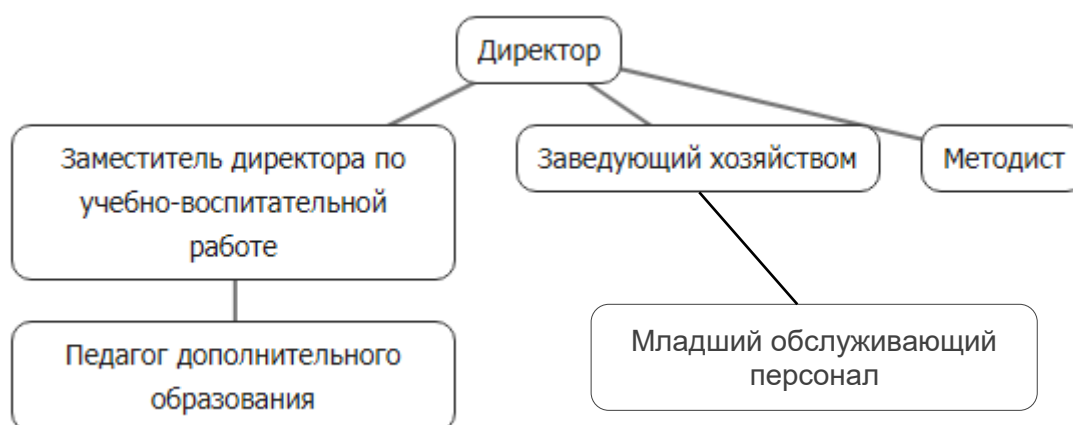 Директор
Заместитель директора по
учебно-воспитательной
работе
Заведующий хозяйством
Методист
Педагог дополнительного
образования
Младший обслуживающий
персонал